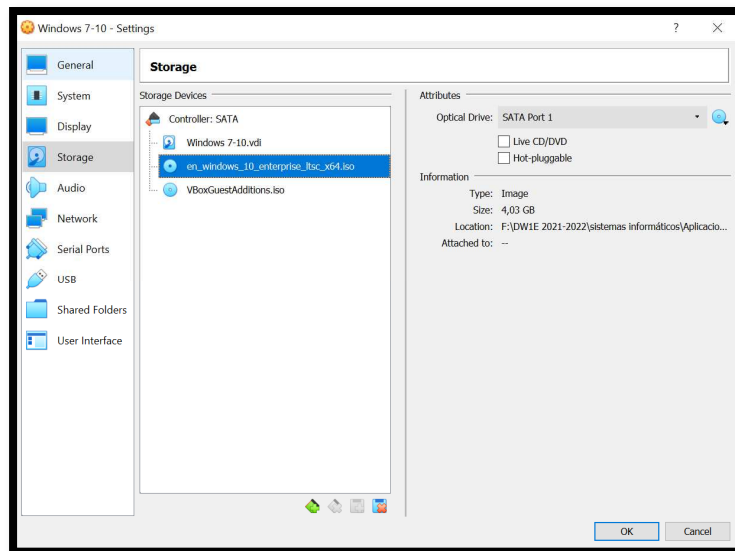 Windows 7-10 - Settings
?
General
System
Display
Storage
Audio
Network
Serial Ports
USB
Shared Folders
User Interface
Storage
Storage Devices
Controller: SATA
Windows 7-10.vdi
en_windows_10_enterprise_ltsc_x64.iso
VBoxGuestAdditions.iso
Attributes
Optical Drive: SATA Port 1
Live CD/DVD
Hot-pluggable
Information
Type: Image
Size: 4,03 GB
Location: F:\DW1E 2021-2022\sistemas informáticos\Aplicacio...
Attached to: --
OK
Cancel